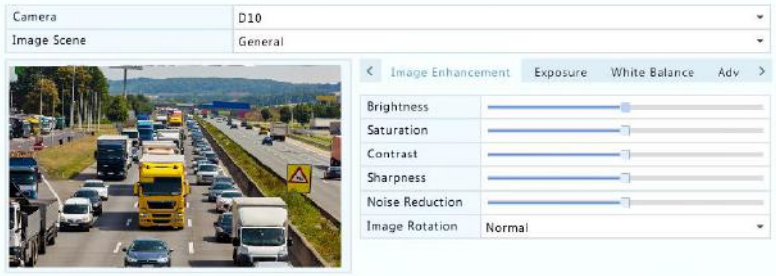 Camera D10
Image Scene General
Image Enhancement Exposure White Balance Adv
Brightness
Saturation
Contrast
Sharpness
Noise Reduction
Image Rotation Normal